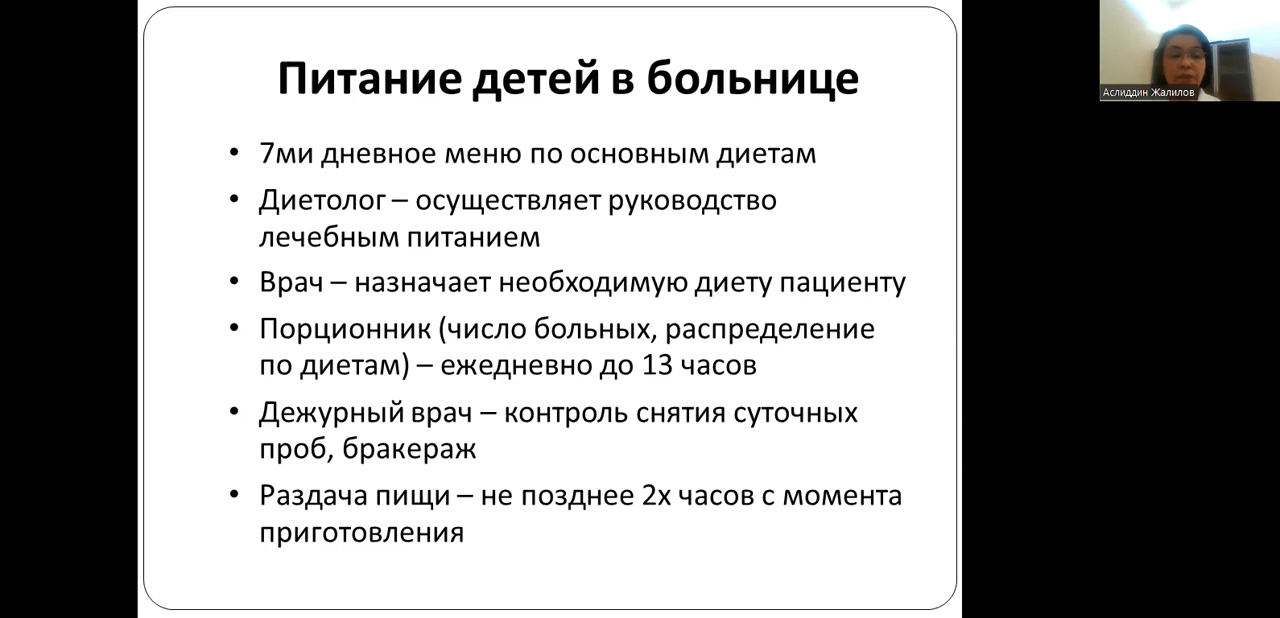 Питание детей в больнице
• 7ми дневное меню по основным диетам
• Диетолог – осуществляет руководство
лечебным питанием
• Врач – назначает необходимую диету пациенту
• Порционник (число больных, распределение
по диетам) – ежедневно до 13 часов
• Дежурный врач – контроль снятия суточных
проб, бракераж
• Раздача пищи – не позднее 2х часов с момента
приготовления
Аслиддин Жалилов